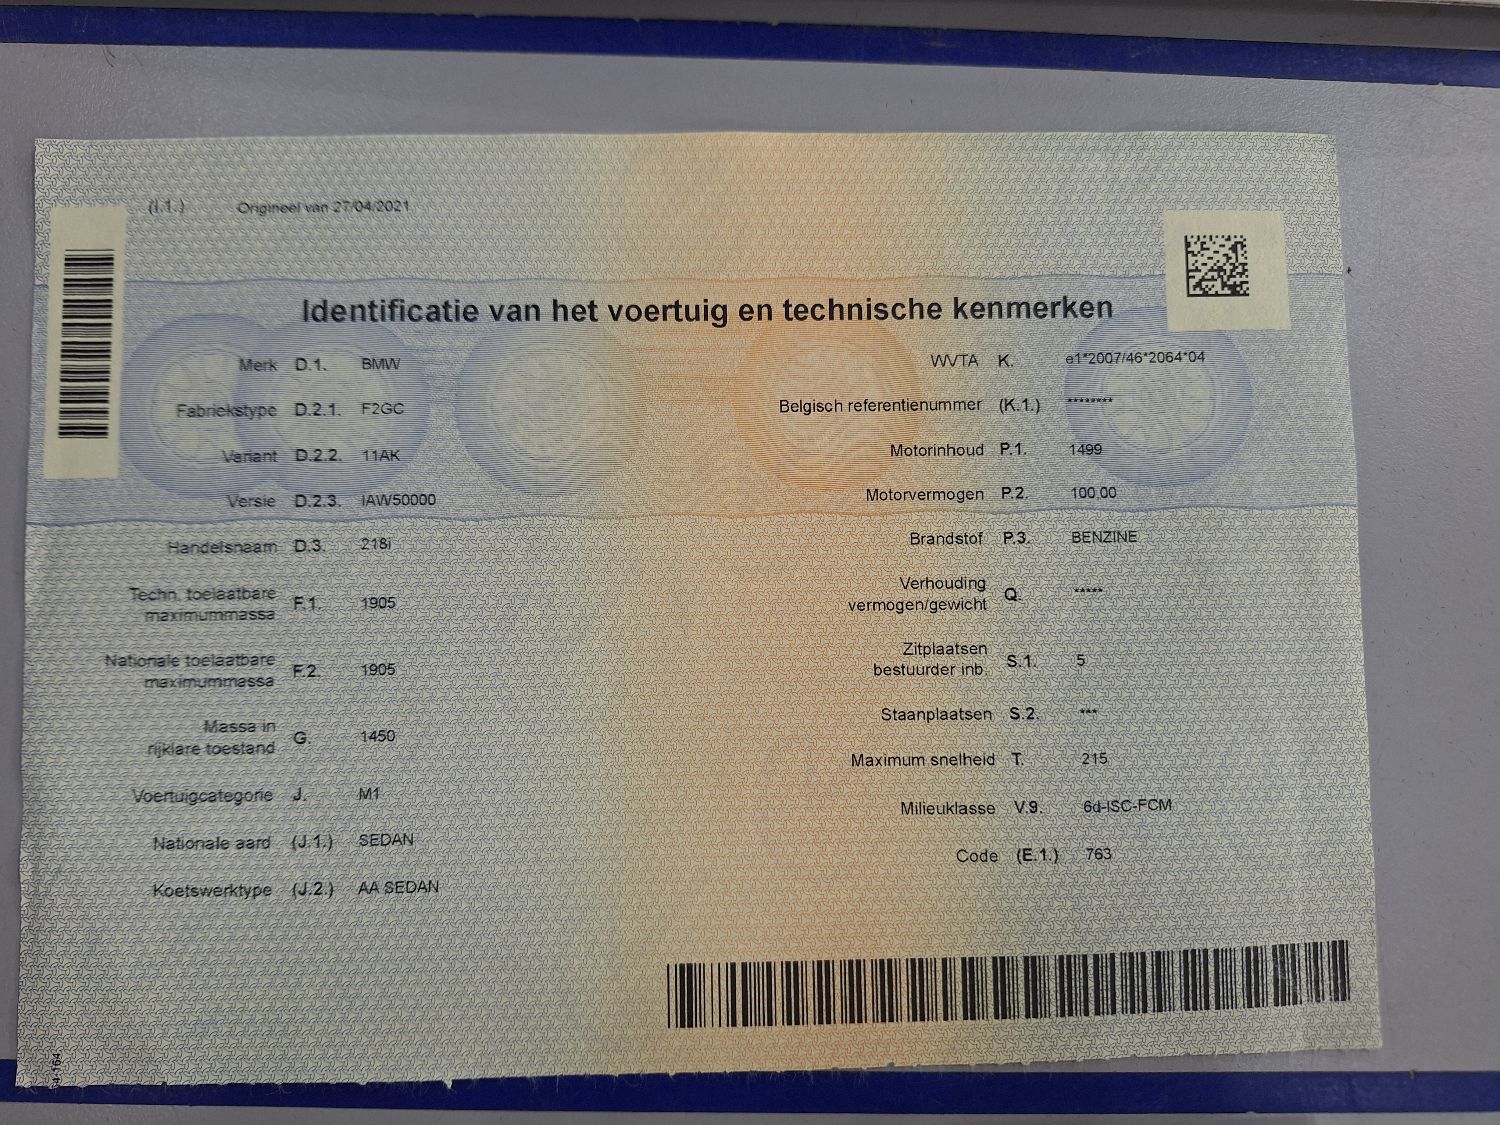 (I.1.) Origineel van 27/04/2021
Identificatie van het voertuig en technische kenmerken
Merk D.1. BMW
Fabriekstype D.2.1. F2GC
Variant D.2.2. 11AK
Versie D.2.3. IAW50000
Handelsnaam D.3. 218i
Techn. toelaatbare
maximummassa F.1. 1905
Nationale toelaatbare
maximummassa F.2. 1905
Massa in
rijklare toestand G. 1450
Voertuigcategorie J. M1
Nationale aard (J.1.) SEDAN
Koetswerktype (J.2.) AA SEDAN
WVTA K. e1*2007/46*2064*04
Belgisch referentienummer (K.1.) ********
Motorinhoud P.1. 1499
Motorvermogen P.2. 100.00
Brandstof P.3. BENZINE
Verhouding
vermogen/gewicht Q. *****
Zitplaatsen
bestuurder inb. S.1. 5
Staanplaatsen S.2. ***
Maximum snelheid T. 215
Milieuklasse V.9. 6d-ISC-FCM
Code (E.1.) 763